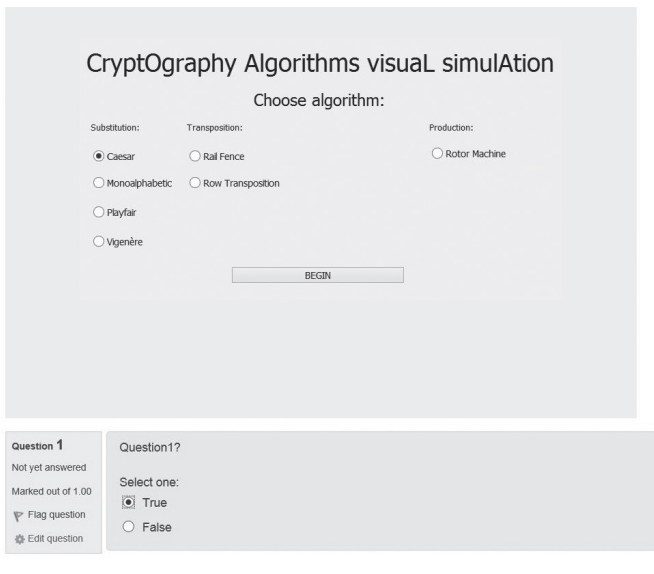 CryptOgraphy Algorithms visuaL simulAtion
Choose algorithm:
Substitution: Transposition: Production:
Caesar Rail Fence Rotor Machine
Monoalphabetic Row Transposition
Playfair
Vigenère
BEGIN
Question 1
Not yet answered
Marked out of 1.00
Flag question
Edit question
Question1?
Select one:
True
False